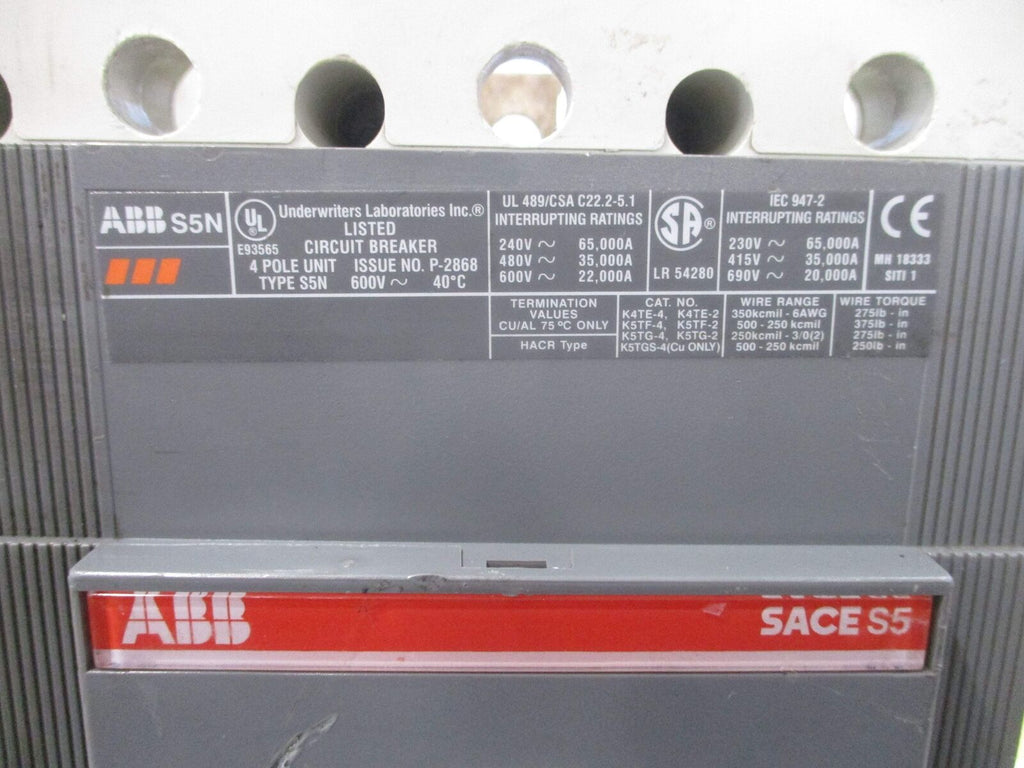 ABB S5N
UL
E93565
Underwriters Laboratories Inc.®
LISTED
CIRCUIT BREAKER
4 POLE UNIT ISSUE NO. P-2868
TYPE S5N 600V ~ 40°C
UL 489/CSA C22.2-5.1
INTERRUPTING RATINGS
240V ~ 65,000A
480V ~ 35,000A
600V ~ 22,000A
SA ®
LR 54280
IEC 947-2
INTERRUPTING RATINGS
230V ~ 65,000A
415V ~ 35,000A
690V ~ 20,000A
CE
MH 18333
SITI 1
TERMINATION
VALUES
CU/AL 75 ºC ONLY
HACR Type
CAT. NO.
K4TE-4, K4TE-2
K5TF-4, K5TF-2
K5TG-4, K5TG-2
K5TGS-4(Cu ONLY)
WIRE RANGE
350kcmil - 6AWG
500 - 250 kcmil
250kcmil - 3/0(2)
500 - 250 kcmil
WIRE TORQUE
275lb - in
375lb - in
275lb - in
250lb - in
ABB
SACE S5